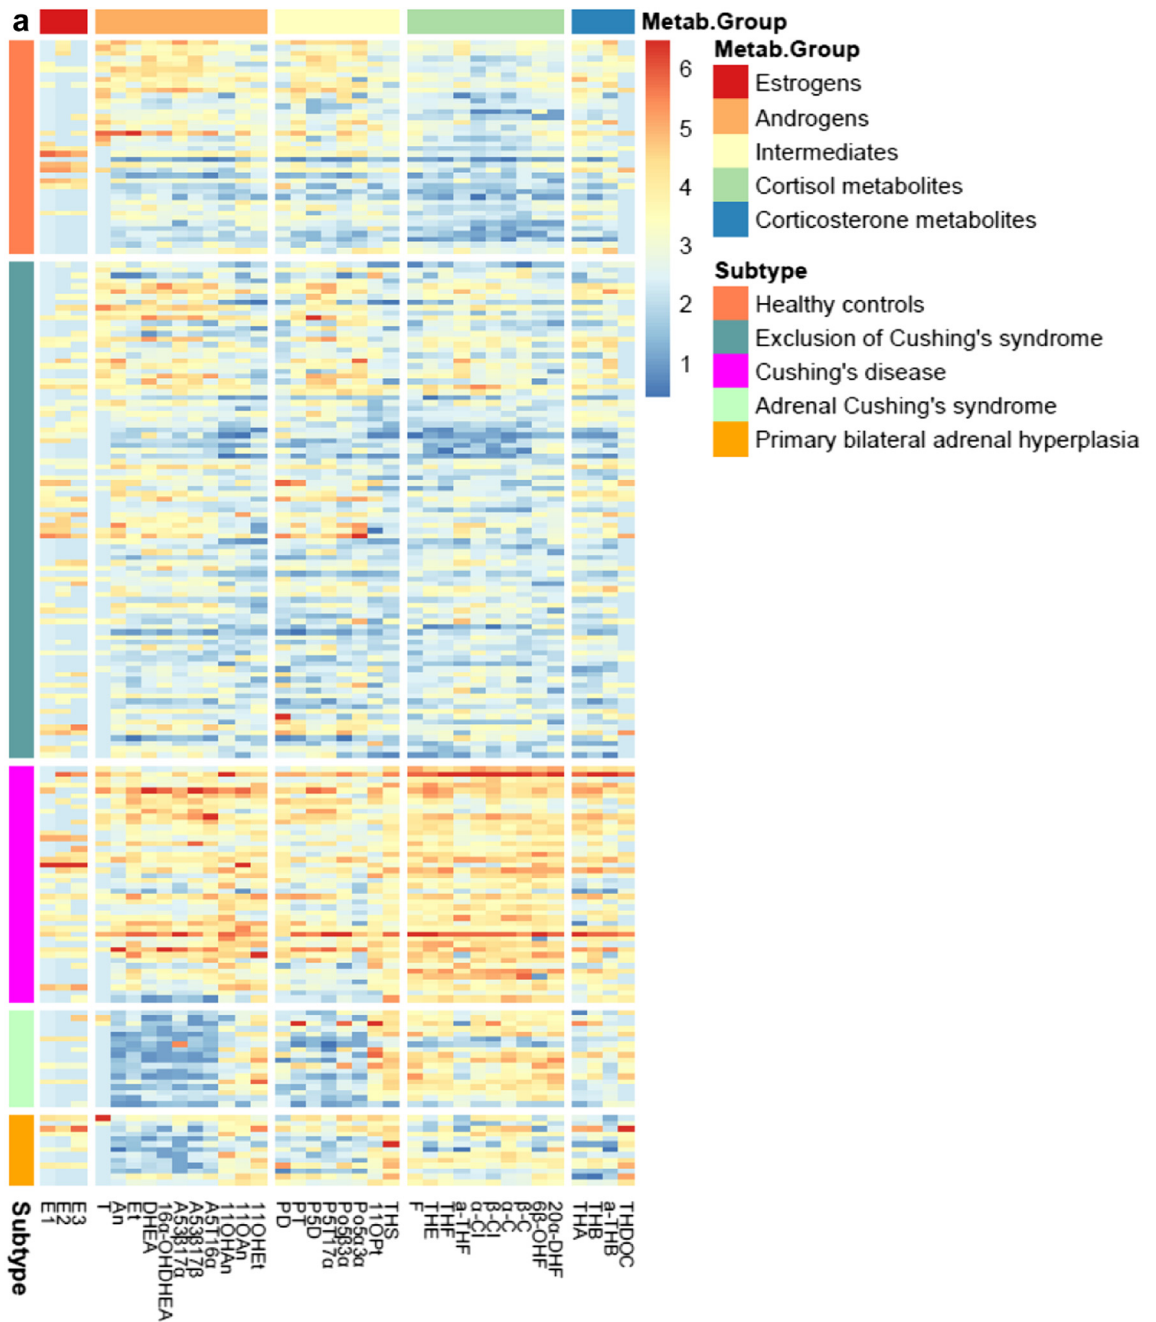 a
Metab.Group
6
5
4
3
2
1
Metab.Group
Estrogens
Androgens
Intermediates
Cortisol metabolites
Corticosterone metabolites
Subtype
Healthy controls
Exclusion of Cushing's syndrome
Cushing's disease
Adrenal Cushing's syndrome
Primary bilateral adrenal hyperplasia
Subtype
E1
E2
E3
T
An
Et
DHEA
16α-OHDHEA
A53β17α
A53β17β
A5T16α
11OHAn
11OAn
11OHEt
PD
PT
P5D
P5T17α
Po5β3α
Po5α3α
11OPt
THS
F
THE
THF
a-THF
α-Cl
β-Cl
α-C
β-C
6β-OHF
20α-DHF
THA
THB
a-THB
THDOC